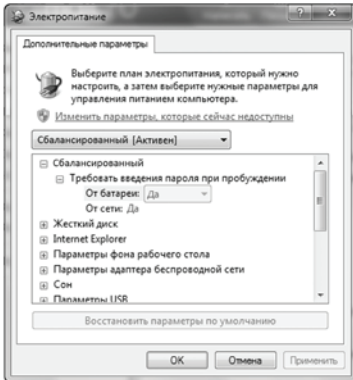 Электропитание
Дополнительные параметры
Выберите план электропитания, который нужно
настроить, а затем выберите нужные параметры для
управления питанием компьютера.
Изменить параметры, которые сейчас недоступны
Сбалансированный [Активен]
Сбалансированный
Требовать введения пароля при пробуждении
От батареи: Да
От сети: Да
Жесткий диск
Internet Explorer
Параметры фона рабочего стола
Параметры адаптера беспроводной сети
Сон
Параметры USB
Восстановить параметры по умолчанию
OK Отмена Применить